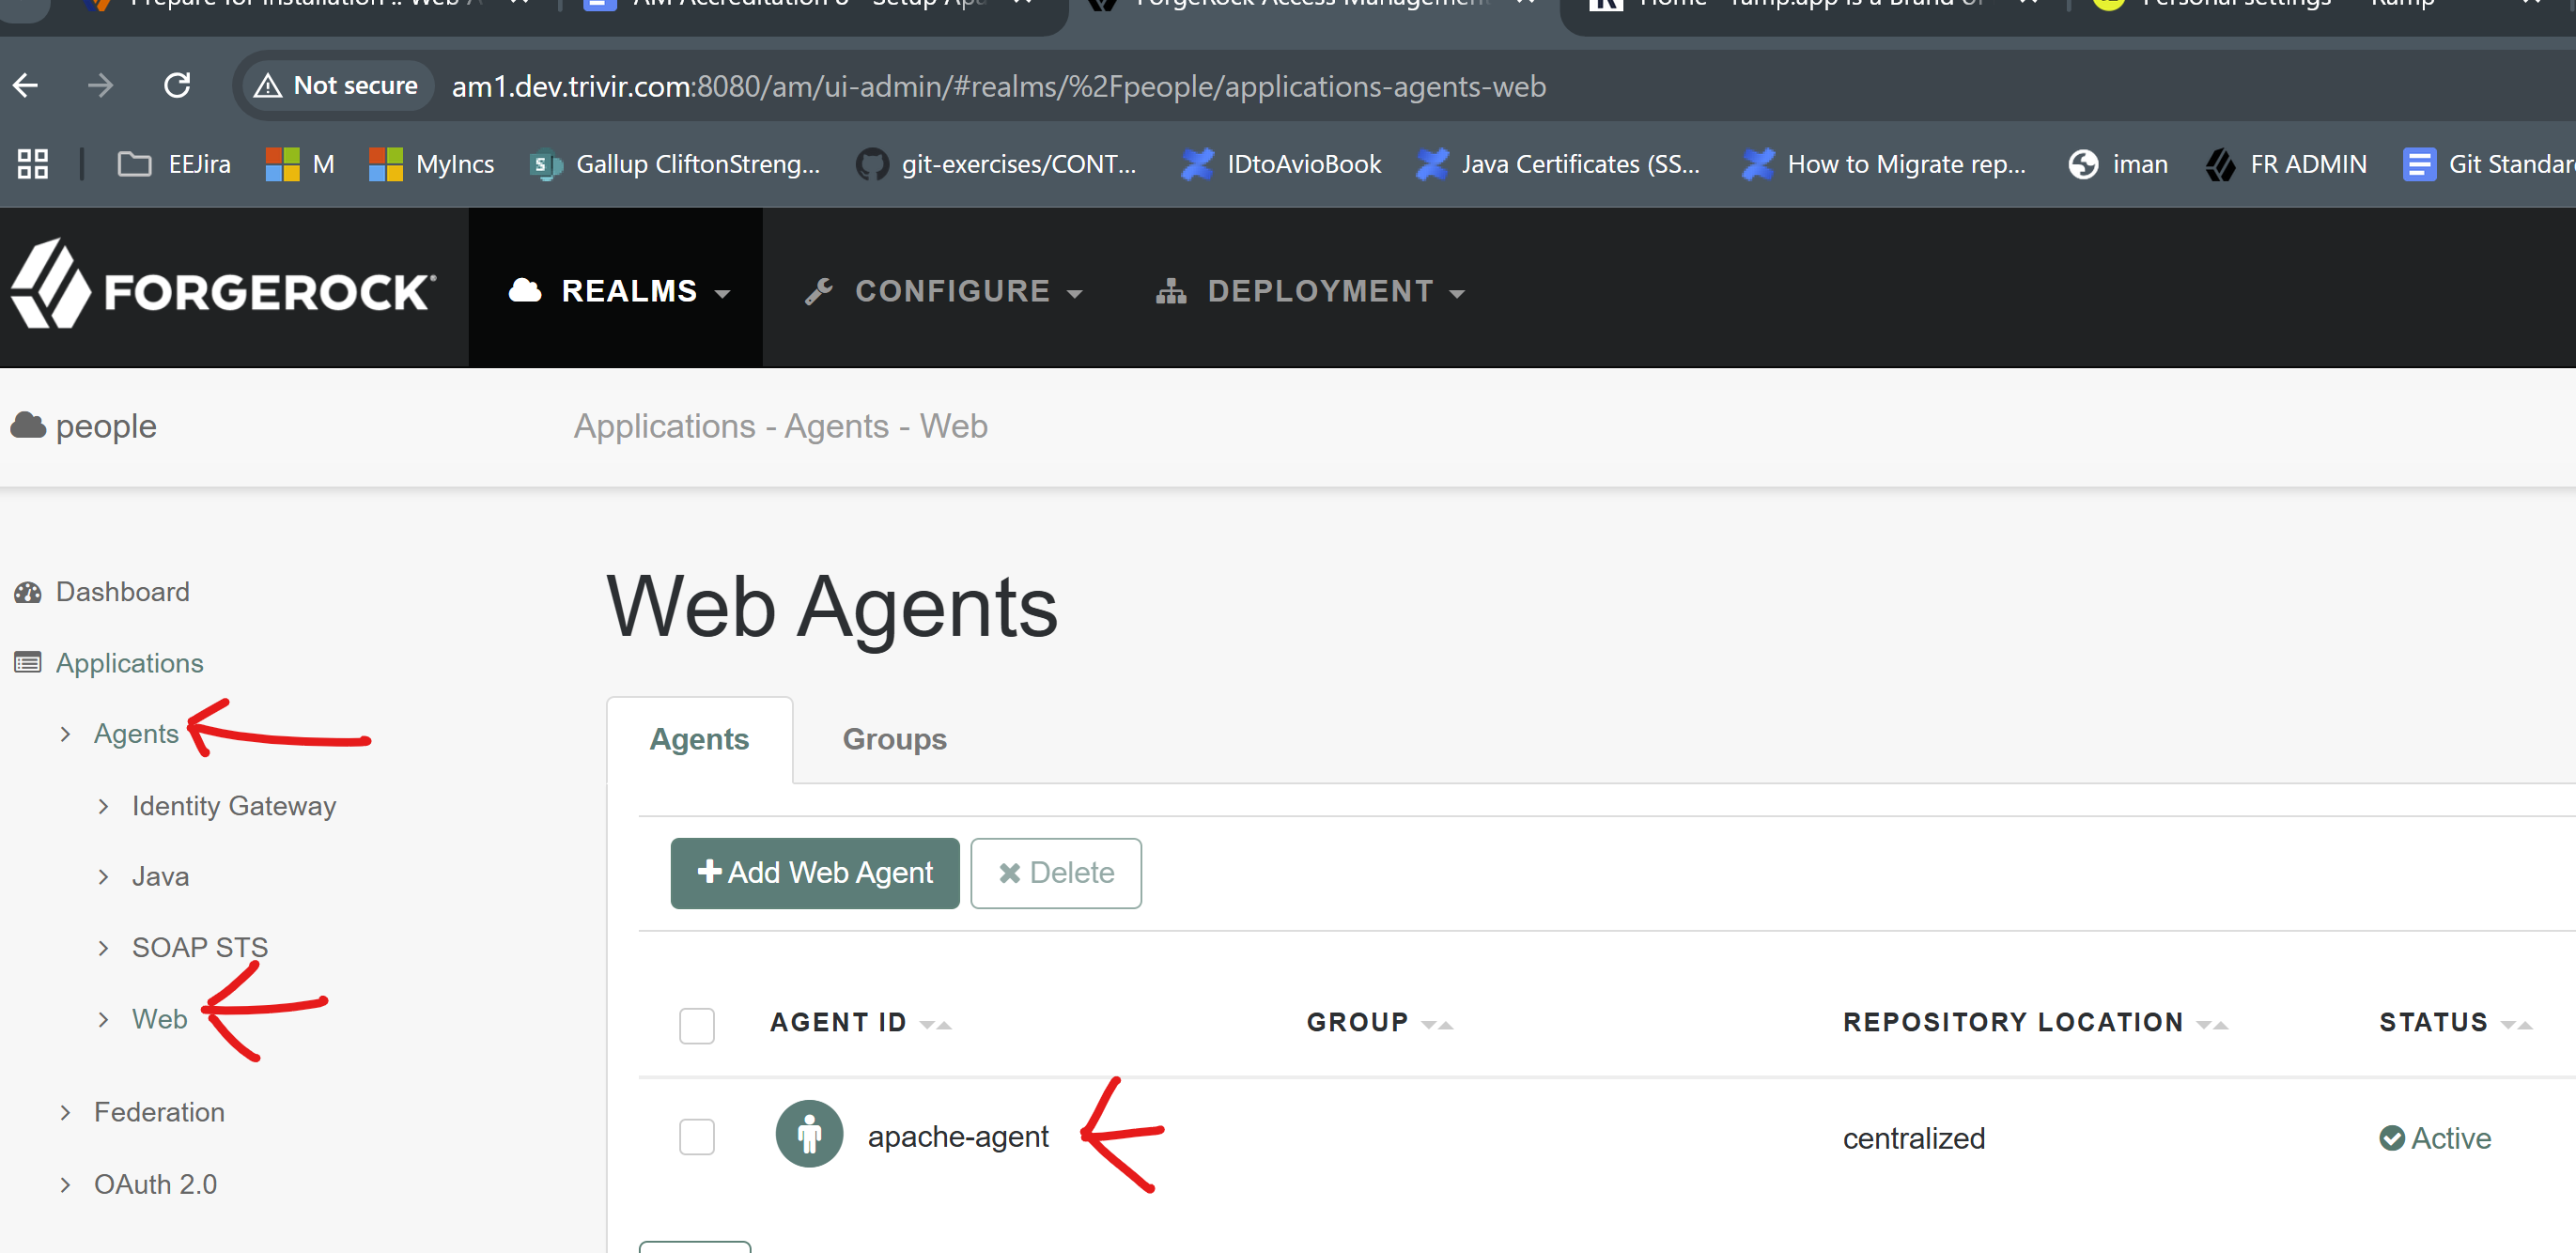 Prepare for Installation :: Web A
AM Accreditation 8 - Setup Apa
ForgeRock Access Management
Home - Tamp.app is a Brand of
Personal settings — Ramp
Not secure am1.dev.trivir.com:8080/am/ui-admin/#realms/%2Fpeople/applications-agents-web
EEJira M MyIncs Gallup CliftonStreng... git-exercises/CONT... IDtoAvioBook Java Certificates (SS... How to Migrate rep... iman FR ADMIN Git Standar
FORGEROCK REALMS CONFIGURE DEPLOYMENT
people Applications - Agents - Web
Dashboard
Applications
Agents
Identity Gateway
Java
SOAP STS
Web
Federation
OAuth 2.0
Web Agents
Agents Groups
Add Web Agent Delete
AGENT ID GROUP REPOSITORY LOCATION STATUS
apache-agent centralized Active